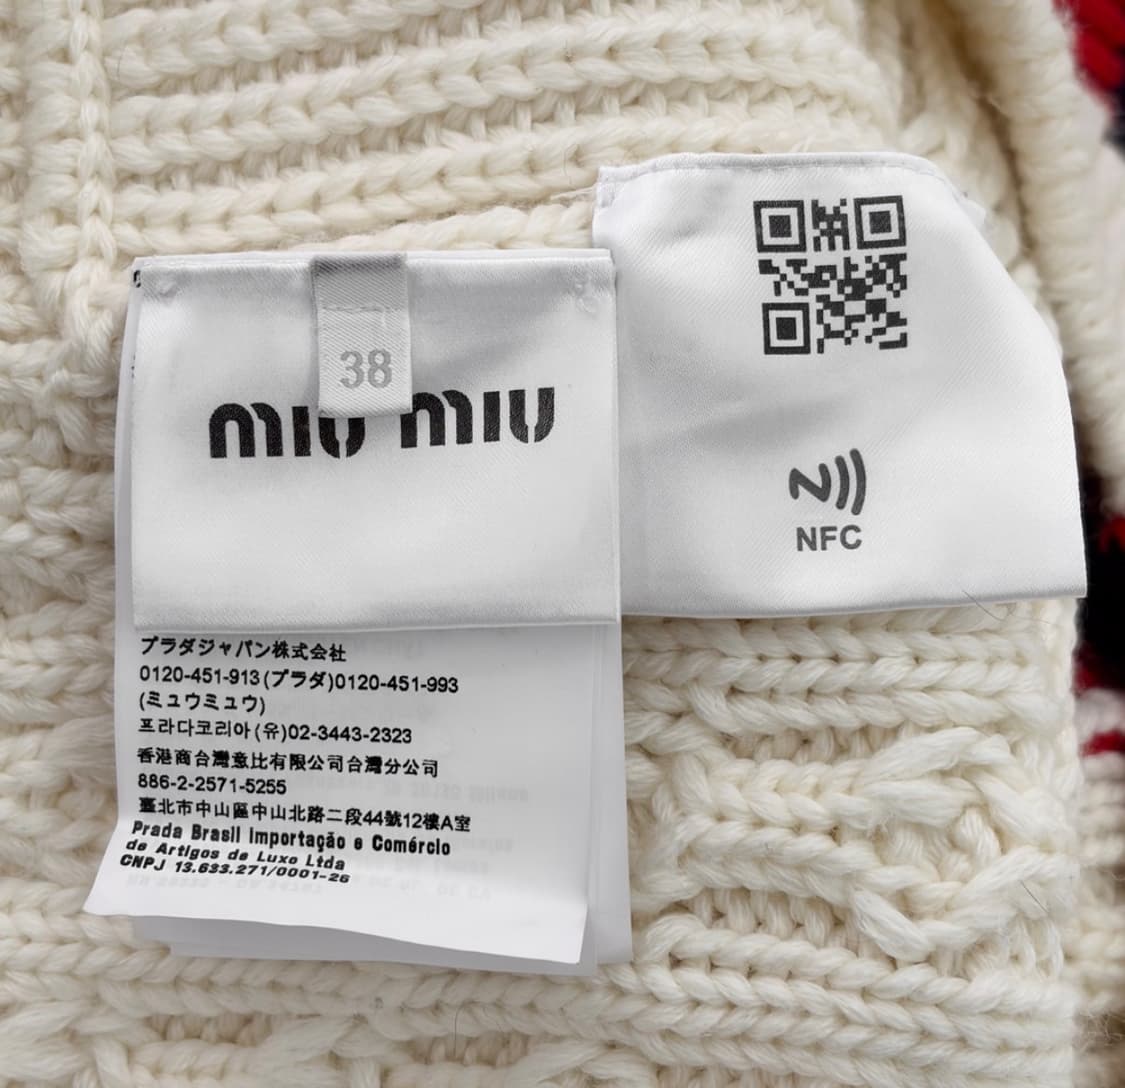 38
miu miu
プラダジャパン株式会社
0120-451-913(プラダ)0120-451-993
(ミュウミュウ)
프라다코리아(유)02-3443-2323
香港商台灣意比有限公司台灣分公司
886-2-2571-5255
臺北市中山區中山北路二段44號12樓A室
Prada Brasil Importação e Comércio
de Artigos de Luxo Ltda
CNPJ 13.633.271/0001-26
NFC